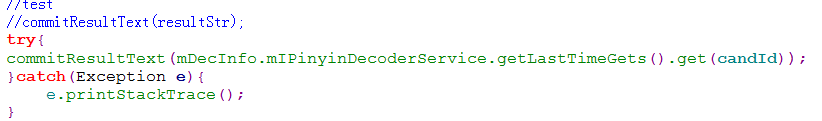 //test
//commitResultText(resultStr);
try{
commitResultText(mDecInfo.mIPinyinDecoderService.getLastTimeGets().get(candId));
}catch(Exception e){
    e.printStackTrace();
}